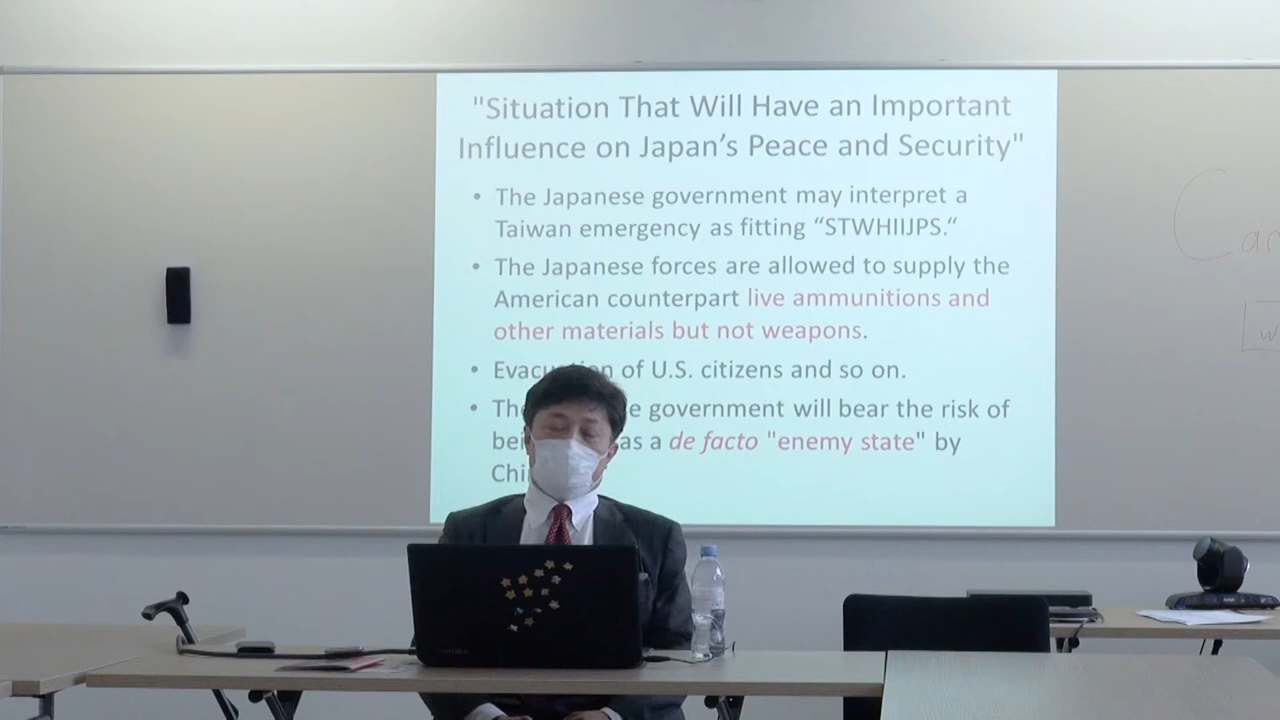 "Situation That Will Have an Important
Influence on Japan's Peace and Security"
• The Japanese government may interpret a
Taiwan emergency as fitting “STWHIIJPS.“
• The Japanese forces are allowed to supply the
American counterpart live ammunitions and
other materials but not weapons.
• of U.S. citizens and so on.
• government will bear the risk of
as a de facto "enemy state" by